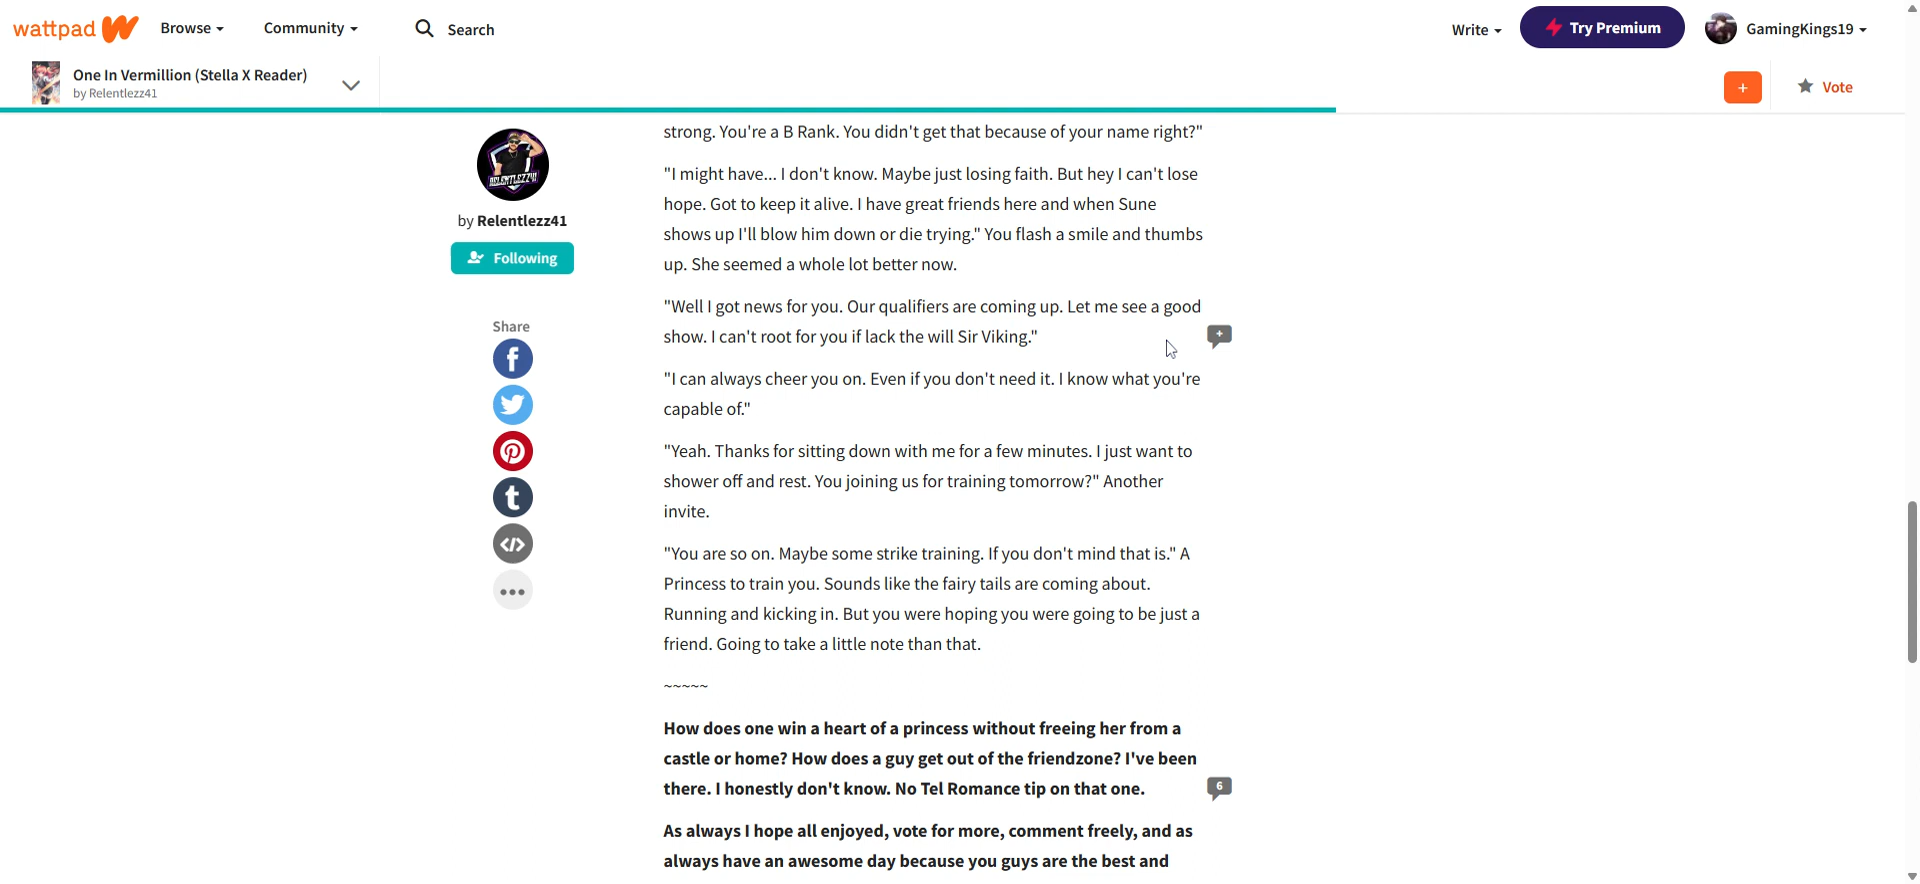 wattpad
Browse
Community
Search
Write
Try Premium
GamingKings19
One In Vermillion (Stella X Reader)
by Relentlezz41
+
Vote
RELENTLEZZ41
by Relentlezz41
Following
Share
strong. You're a B Rank. You didn't get that because of your name right?"
"I might have... I don't know. Maybe just losing faith. But hey I can't lose
hope. Got to keep it alive. I have great friends here and when Sune
shows up I'll blow him down or die trying." You flash a smile and thumbs
up. She seemed a whole lot better now.
"Well I got news for you. Our qualifiers are coming up. Let me see a good
show. I can't root for you if lack the will Sir Viking."
+
"I can always cheer you on. Even if you don't need it. I know what you're
capable of."
"Yeah. Thanks for sitting down with me for a few minutes. I just want to
shower off and rest. You joining us for training tomorrow?" Another
invite.
"You are so on. Maybe some strike training. If you don't mind that is." A
Princess to train you. Sounds like the fairy tails are coming about.
Running and kicking in. But you were hoping you were going to be just a
friend. Going to take a little note than that.
~~~~~
How does one win a heart of a princess without freeing her from a
castle or home? How does a guy get out of the friendzone? I've been
there. I honestly don't know. No Tel Romance tip on that one.
6
As always I hope all enjoyed, vote for more, comment freely, and as
always have an awesome day because you guys are the best and